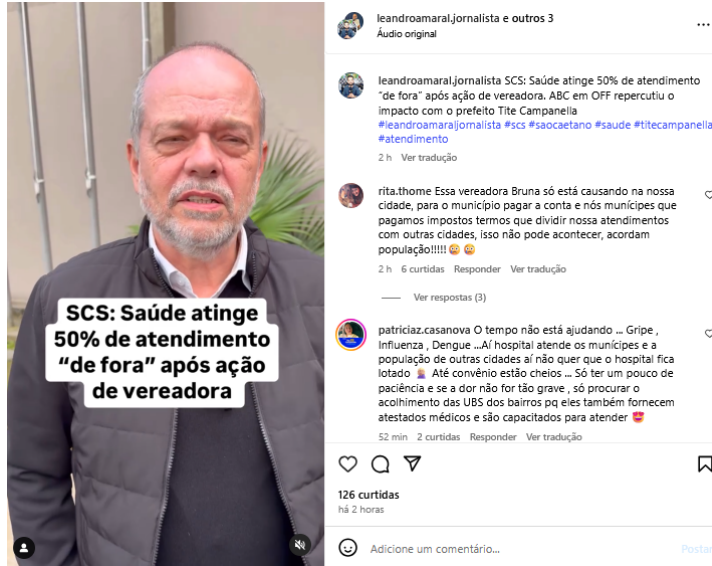 SCS: Saúde atinge
50% de atendimento
“de fora” após ação
de vereadora
leandroamaral.jornalista e outros 3
Áudio original
leandroamaral.jornalista SCS: Saúde atinge 50% de atendimento
“de fora” após ação de vereadora. ABC em OFF repercutiu o
impacto com o prefeito Tite Campanella
#leandroamaraljornalista #scs #saocaetano #saude #titecampanella
#atendimento
2 h Ver tradução
rita.thome Essa vereadora Bruna só está causando na nossa
cidade, para o município pagar a conta e nós munícipes que
pagamos impostos termos que dividir nossa atendimentos
com outras cidades, isso não pode acontecer, acordam
população!!!!!
2 h 6 curtidas Responder Ver tradução
Ver respostas (3)
patriciaz.casanova O tempo não está ajudando ... Gripe ,
Influenza , Dengue ...Aí hospital atende os munícipes e a
população de outras cidades aí não quer que o hospital fica
lotado Até convênio estão cheios ... Só ter um pouco de
paciência e se a dor não for tão grave , só procurar o
acolhimento das UBS dos bairros pq eles também fornecem
atestados médicos e são capacitados para atender
52 min 2 curtidas Responder Ver tradução
126 curtidas
há 2 horas
Adicione um comentário...
Postar